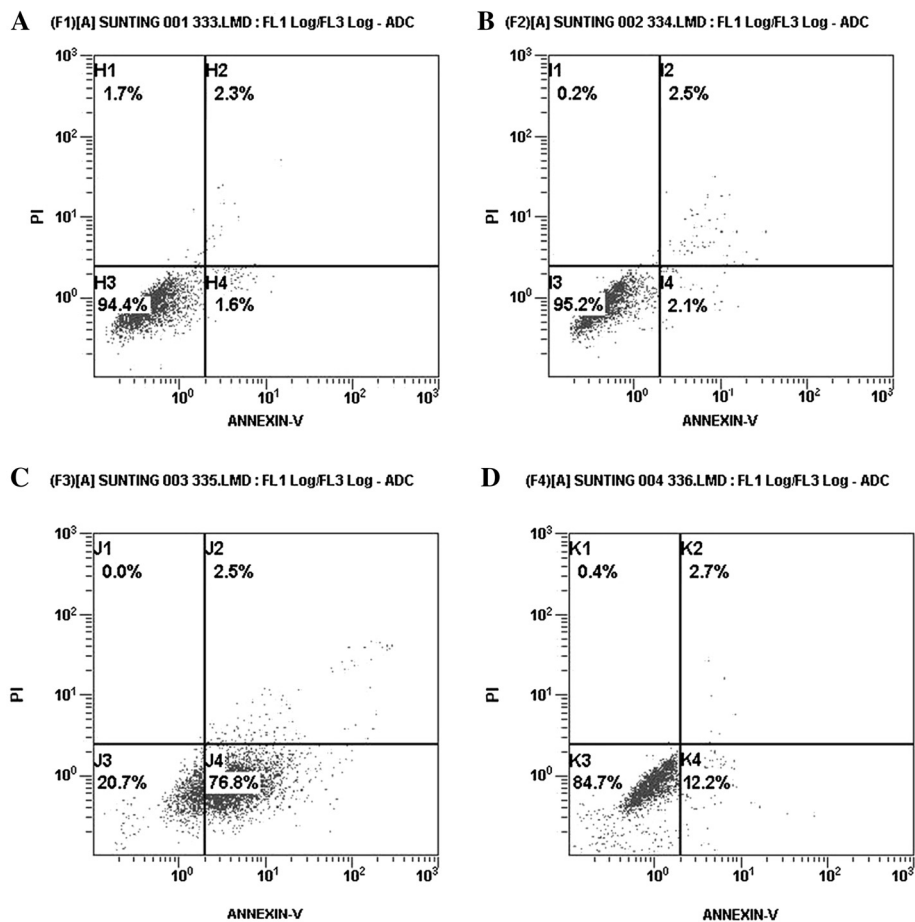 A (F1)[A] SUNTING 001 333.LMD : FL1 Log/FL3 Log - ADC
10³
H1
1.7%
H2
2.3%
10²
PI
10¹
H3
94.4%
H4
1.6%
10⁰
10⁰ 10¹ 10² 10³
ANNEXIN-V
B (F2)[A] SUNTING 002 334.LMD : FL1 Log/FL3 Log - ADC
10³
I1
0.2%
I2
2.5%
10²
PI
10¹
I3
95.2%
I4
2.1%
10⁰
10⁰ 10¹ 10² 10³
ANNEXIN-V
C (F3)[A] SUNTING 003 335.LMD : FL1 Log/FL3 Log - ADC
10³
J1
0.0%
J2
2.5%
10²
PI
10¹
J3
20.7%
J4
76.8%
10⁰
10⁰ 10¹ 10² 10³
ANNEXIN-V
D (F4)[A] SUNTING 004 336.LMD : FL1 Log/FL3 Log - ADC
10³
K1
0.4%
K2
2.7%
10²
PI
10¹
K3
84.7%
K4
12.2%
10⁰
10⁰ 10¹ 10² 10³
ANNEXIN-V